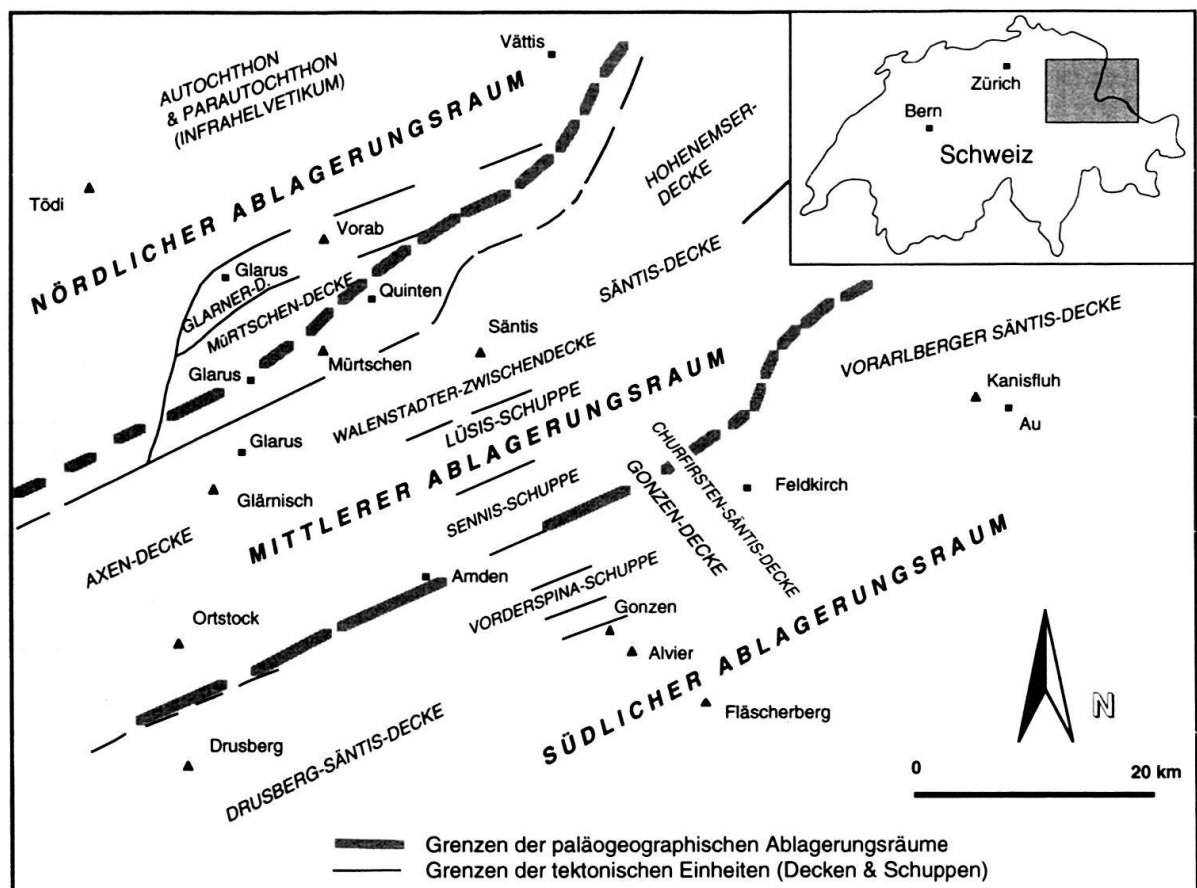 AUTOCHTHON
& PARAUTOCHTHON
(INFRAHELVETIKUM)
Vättis
Tödi
NÖRDLICHER ABLAGERUNGSRAUM
Vorab
Glarus
GLARNER-D.
MÜRTSCHEN-DECKE
Quinten
HOHENEMSER-
DECKE
SÄNTIS-DECKE
Säntis
Mürtschen
Glarus
WALENSTADTER-ZWISCHENDECKE
LÜSIS-SCHUPPE
Glarus
Glärnisch
AXEN-DECKE
MITTLERER ABLAGERUNGSRAUM
SENNIS-SCHUPPE
VORARLBERGER SÄNTIS-DECKE
Kanisfluh
Au
CHURFIRSTEN-SÄNTIS-DECKE
GONZEN-DECKE
Feldkirch
Amden
VORDERSPINA-SCHUPPE
Ortstock
Gonzen
Alvier
Fläscherberg
SÜDLICHER ABLAGERUNGSRAUM
Drusberg
DRUSBERG-SÄNTIS-DECKE
Zürich
Bern
Schweiz
N
0 20 km
Grenzen der paläogeographischen Ablagerungsräume
Grenzen der tektonischen Einheiten (Decken & Schuppen)